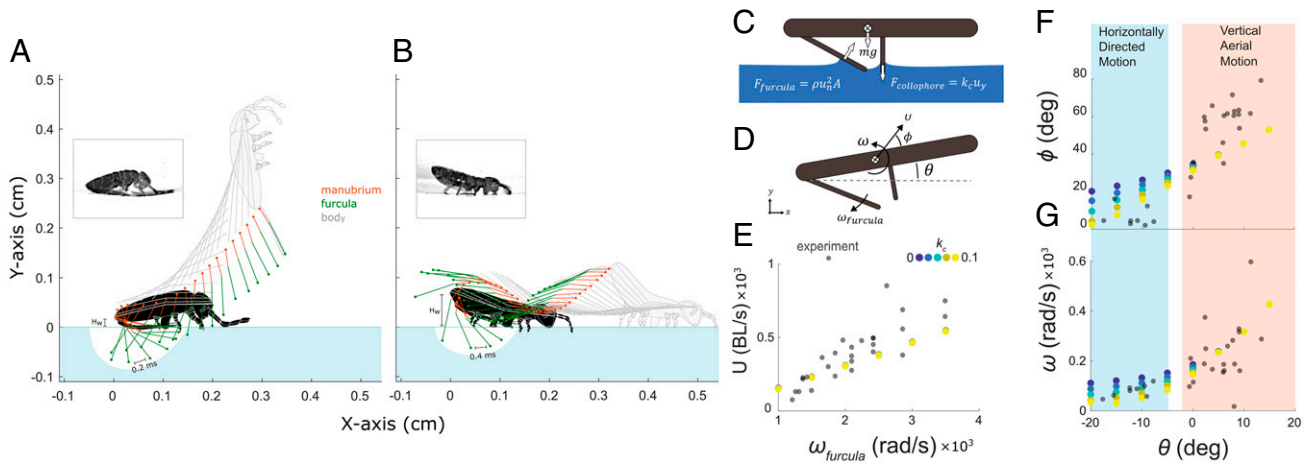 A
0.5
0.4
0.3
0.2
0.1
0
-0.1
Y-axis (cm)
manubrium
furcula
body
H_w
0.2 ms
-0.1 0 0.1 0.2 0.3 0.4 0.5
B
H_w
0.4 ms
-0.1 0 0.1 0.2 0.3 0.4 0.5
X-axis (cm)
C
mg
F_furcula = ρu_n^2 A
F_collophore = k_c u_y
D
υ
ω
ϕ
θ
ω_furcula
y
x
E
experiment
k_c
0 0.1
1
0.5
0
U (BL/s) ×10^3
1 2 3 4
ω_furcula (rad/s) ×10^3
F
Horizontally
Directed
Motion
Vertical
Aerial
Motion
80
60
40
20
0
ϕ (deg)
G
0.6
0.4
0.2
0
ω (rad/s) ×10^3
-20 -10 0 10 20
θ (deg)